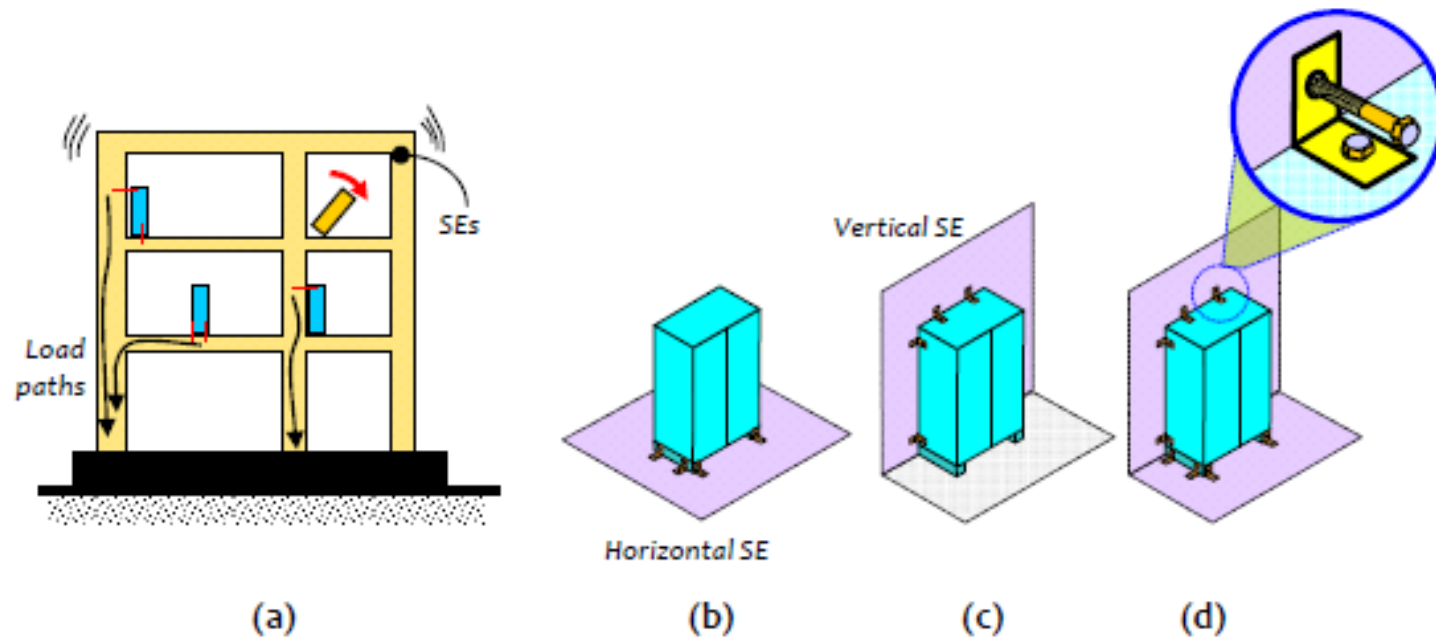 SEs
Vertical SE
Load
paths
Horizontal SE
(a)
(b)
(c)
(d)